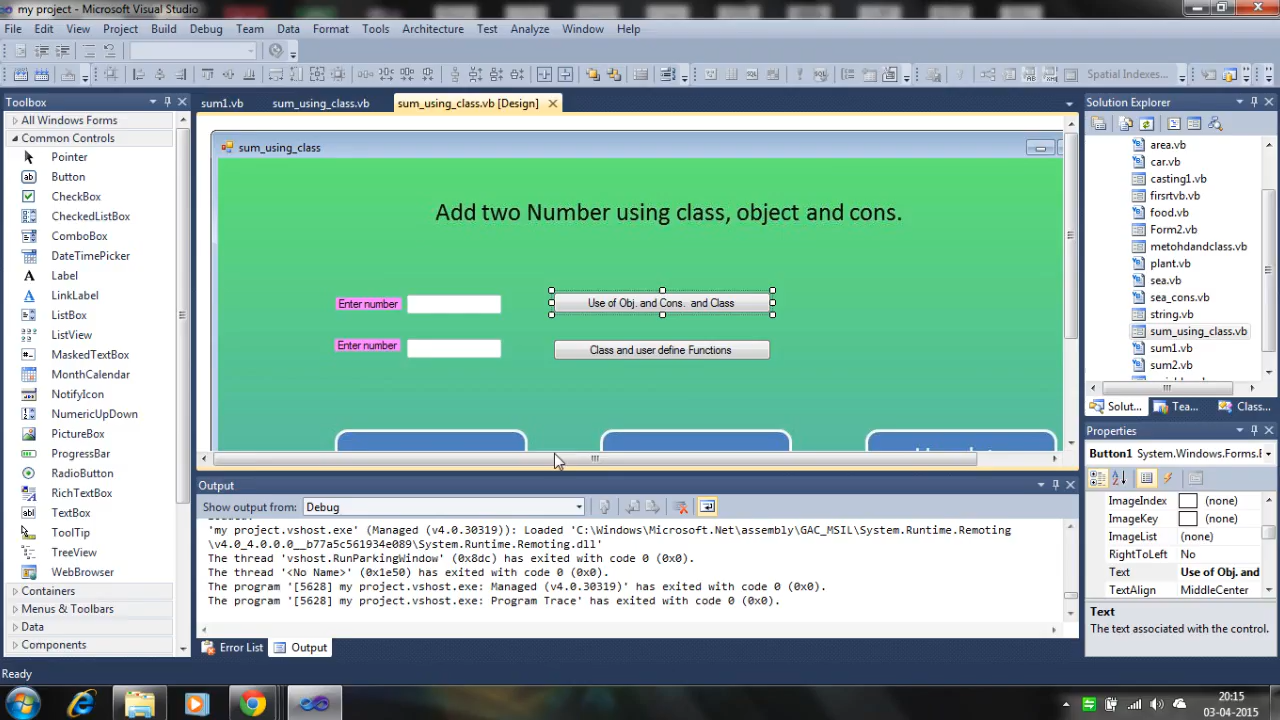 my project - Microsoft Visual Studio
File Edit View Project Build Debug Team Data Format Tools Architecture Test Analyze Window Help
Spatial Indexes...
Toolbox
All Windows Forms
Common Controls
Pointer
Button
CheckBox
CheckedListBox
ComboBox
DateTimePicker
Label
LinkLabel
ListBox
ListView
MaskedTextBox
MonthCalendar
NotifyIcon
NumericUpDown
PictureBox
ProgressBar
RadioButton
RichTextBox
TextBox
ToolTip
TreeView
WebBrowser
Containers
Menus & Toolbars
Data
Components
sum1.vb sum_using_class.vb sum_using_class.vb [Design]
sum_using_class
Add two Number using class, object and cons.
Enter number
Use of Obj. and Cons. and Class
Enter number
Class and user define Functions
Output
Show output from: Debug
'my project.vshost.exe' (Managed (v4.0.30319)): Loaded 'C:\Windows\Microsoft.Net\assembly\GAC_MSIL\System.Runtime.Remoting
\v4.0_4.0.0.0__b77a5c561934e089\System.Runtime.Remoting.dll'
The thread 'vshost.RunParkingWindow' (0x8dc) has exited with code 0 (0x0).
The thread '<No Name>' (0x1e50) has exited with code 0 (0x0).
The program '[5628] my project.vshost.exe: Managed (v4.0.30319)' has exited with code 0 (0x0).
The program '[5628] my project.vshost.exe: Program Trace' has exited with code 0 (0x0).
Error List Output
Solution Explorer
area.vb
car.vb
casting1.vb
firsrtvb.vb
food.vb
Form2.vb
metohdandclass.vb
plant.vb
sea.vb
sea_cons.vb
string.vb
sum_using_class.vb
sum1.vb
sum2.vb
Solut... Tea... Class...
Properties
Button1 System.Windows.Forms.B
ImageIndex (none)
ImageKey (none)
ImageList (none)
RightToLeft No
Text Use of Obj. and
TextAlign MiddleCenter
Text
The text associated with the control.
Ready
20:15
03-04-2015